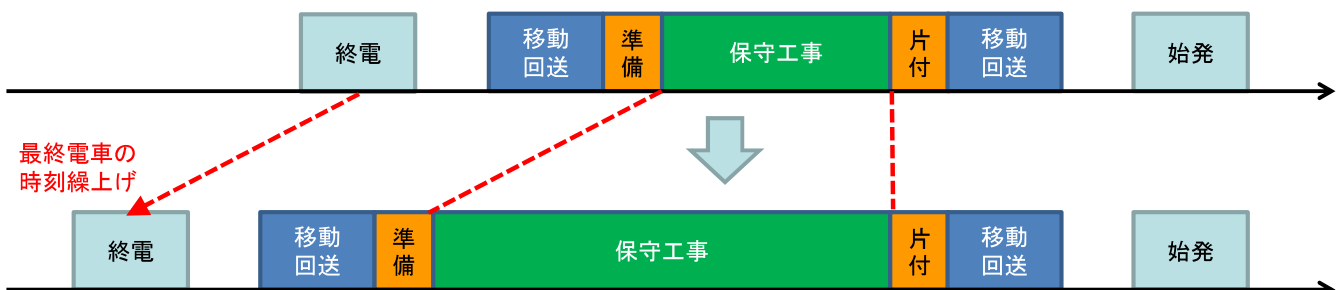 終電
移動
回送
準
備
保守工事
片
付
移動
回送
始発
最終電車の
時刻繰上げ
終電
移動
回送
準
備
保守工事
片
付
移動
回送
始発